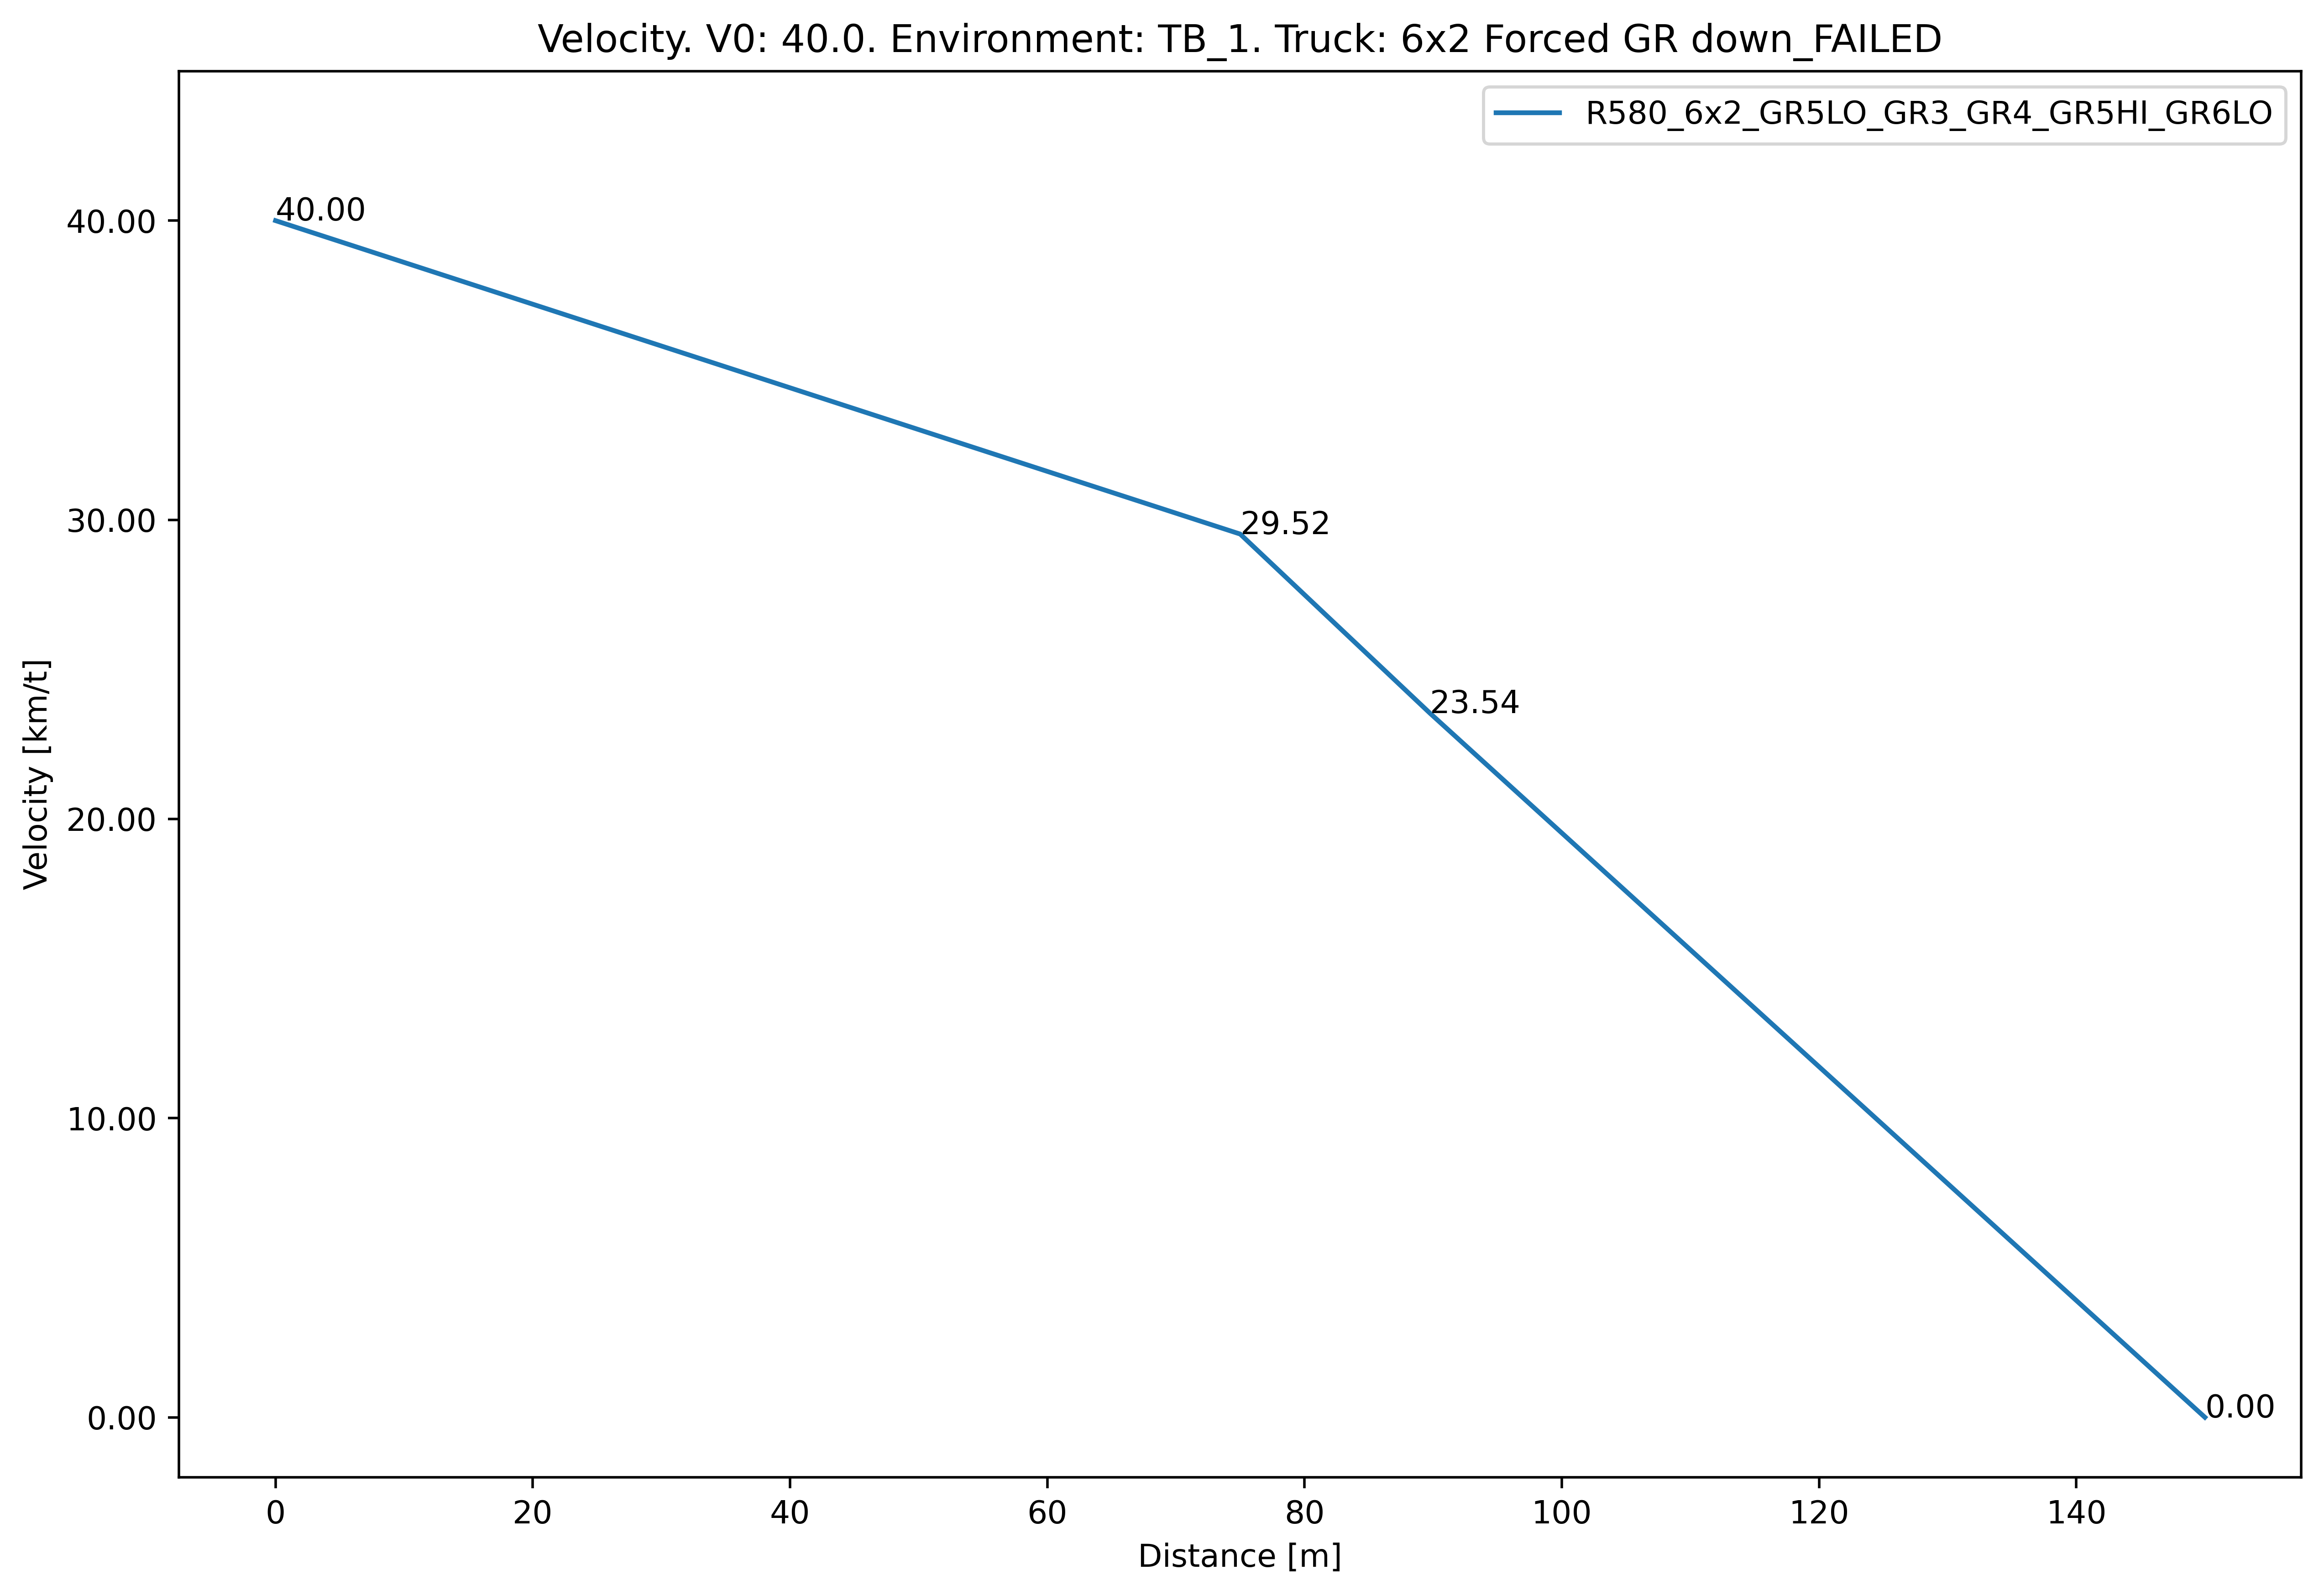 Velocity. V0: 40.0. Environment: TB_1. Truck: 6x2 Forced GR down_FAILED
R580_6x2_GR5LO_GR3_GR4_GR5HI_GR6LO
40.00
29.52
23.54
0.00
Velocity [km/t]
40.00
30.00
20.00
10.00
0.00
0 20 40 60 80 100 120 140
Distance [m]